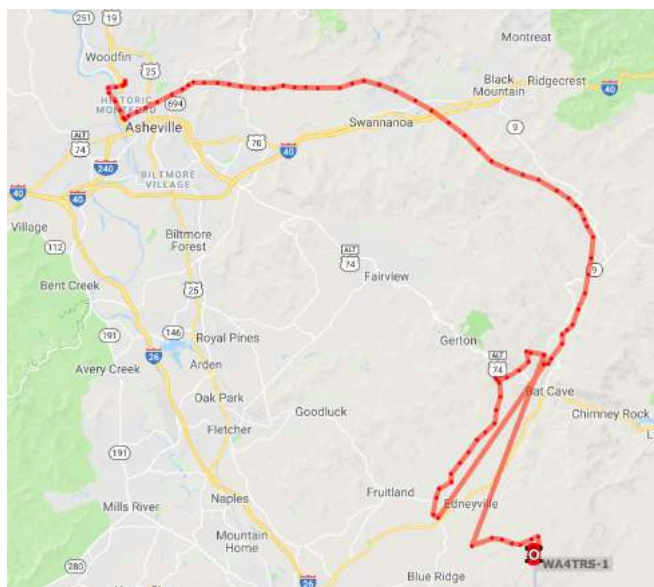 251
19
Woodfin
25
Montreat
Black
Mountain
Ridgecrest
40
HISTORIC
MONTFORD
694
9
Swannanoa
Asheville
ALT
74
240
70
40
BILTMORE
VILLAGE
40
40
Village
Biltmore
Forest
ALT
74
112
Fairview
9
Bent Creek
25
191
146
Royal Pines
Gerton
ALT
74
Avery Creek
26
Arden
Bat Cave
Oak Park
Goodluck
Chimney Rock
L
Fletcher
191
Naples
Fruitland
Edneyville
Mills River
Mountain
Home
WA4TRS-1
280
26
Blue Ridge